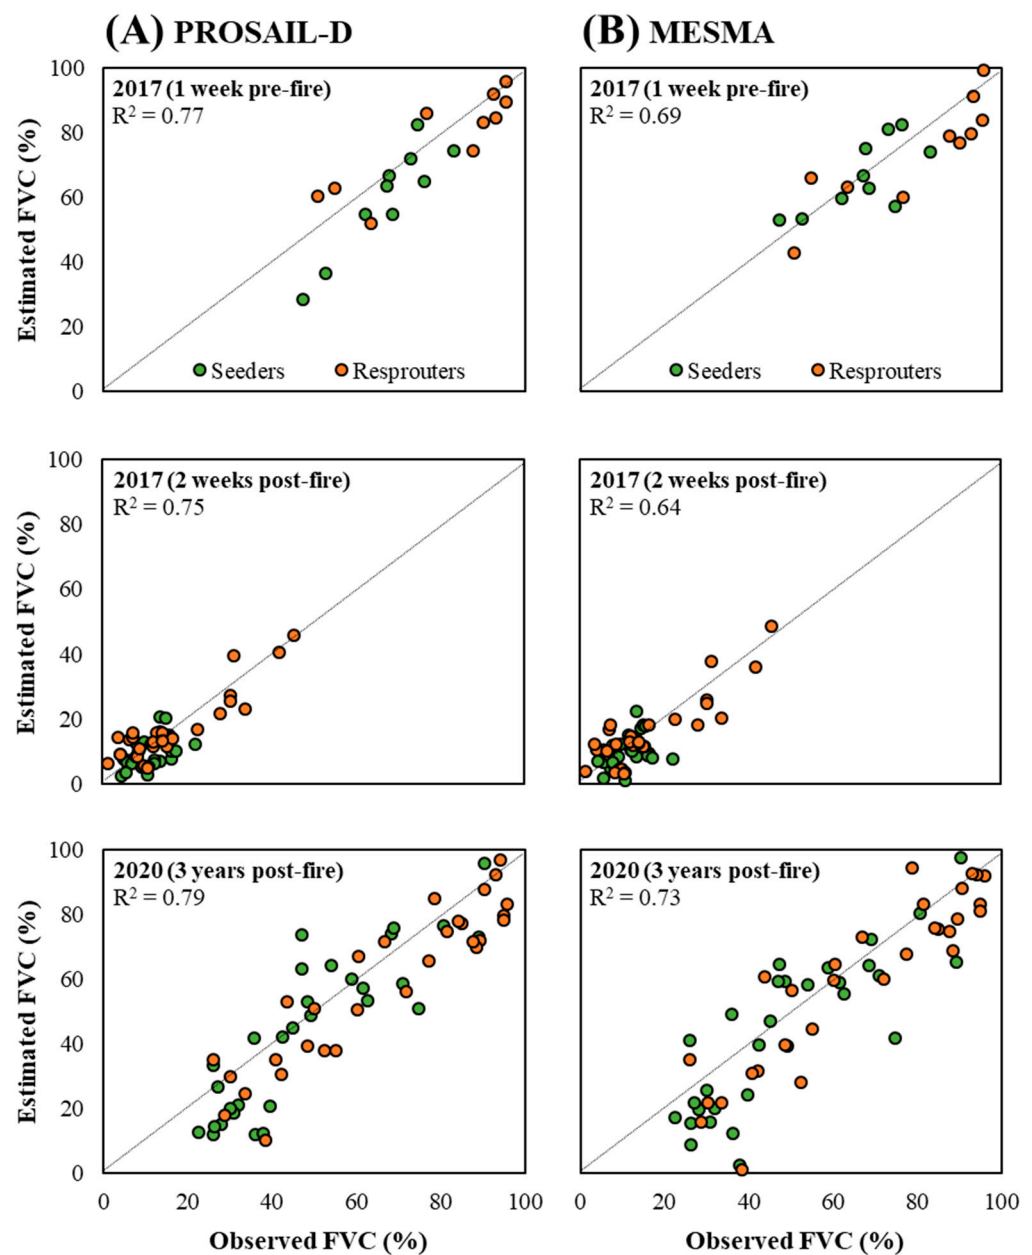 (A) PROSAIL-D
(B) MESMA
2017 (1 week pre-fire)
R² = 0.77
Estimated FVC (%)
100
80
60
40
20
0
Seeders
Resprouters
2017 (1 week pre-fire)
R² = 0.69
Seeders
Resprouters
2017 (2 weeks post-fire)
R² = 0.75
Estimated FVC (%)
100
80
60
40
20
0
2017 (2 weeks post-fire)
R² = 0.64
2020 (3 years post-fire)
R² = 0.79
Estimated FVC (%)
100
80
60
40
20
0
0 20 40 60 80 100
Observed FVC (%)
2020 (3 years post-fire)
R² = 0.73
0 20 40 60 80 100
Observed FVC (%)